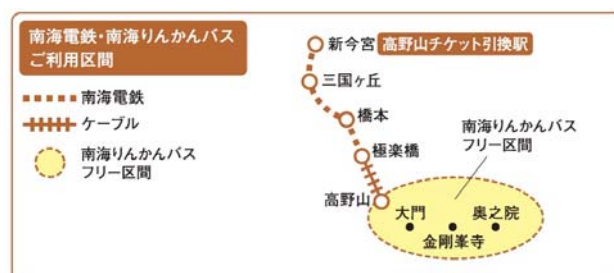 南海電鉄・南海りんかんバス
ご利用区間
南海電鉄
ケーブル
南海りんかんバス
フリー区間
新今宮 高野山チケット引換駅
三国ヶ丘
橋本
極楽橋
高野山
南海りんかんバス
フリー区間
大門 奥之院
金剛峯寺